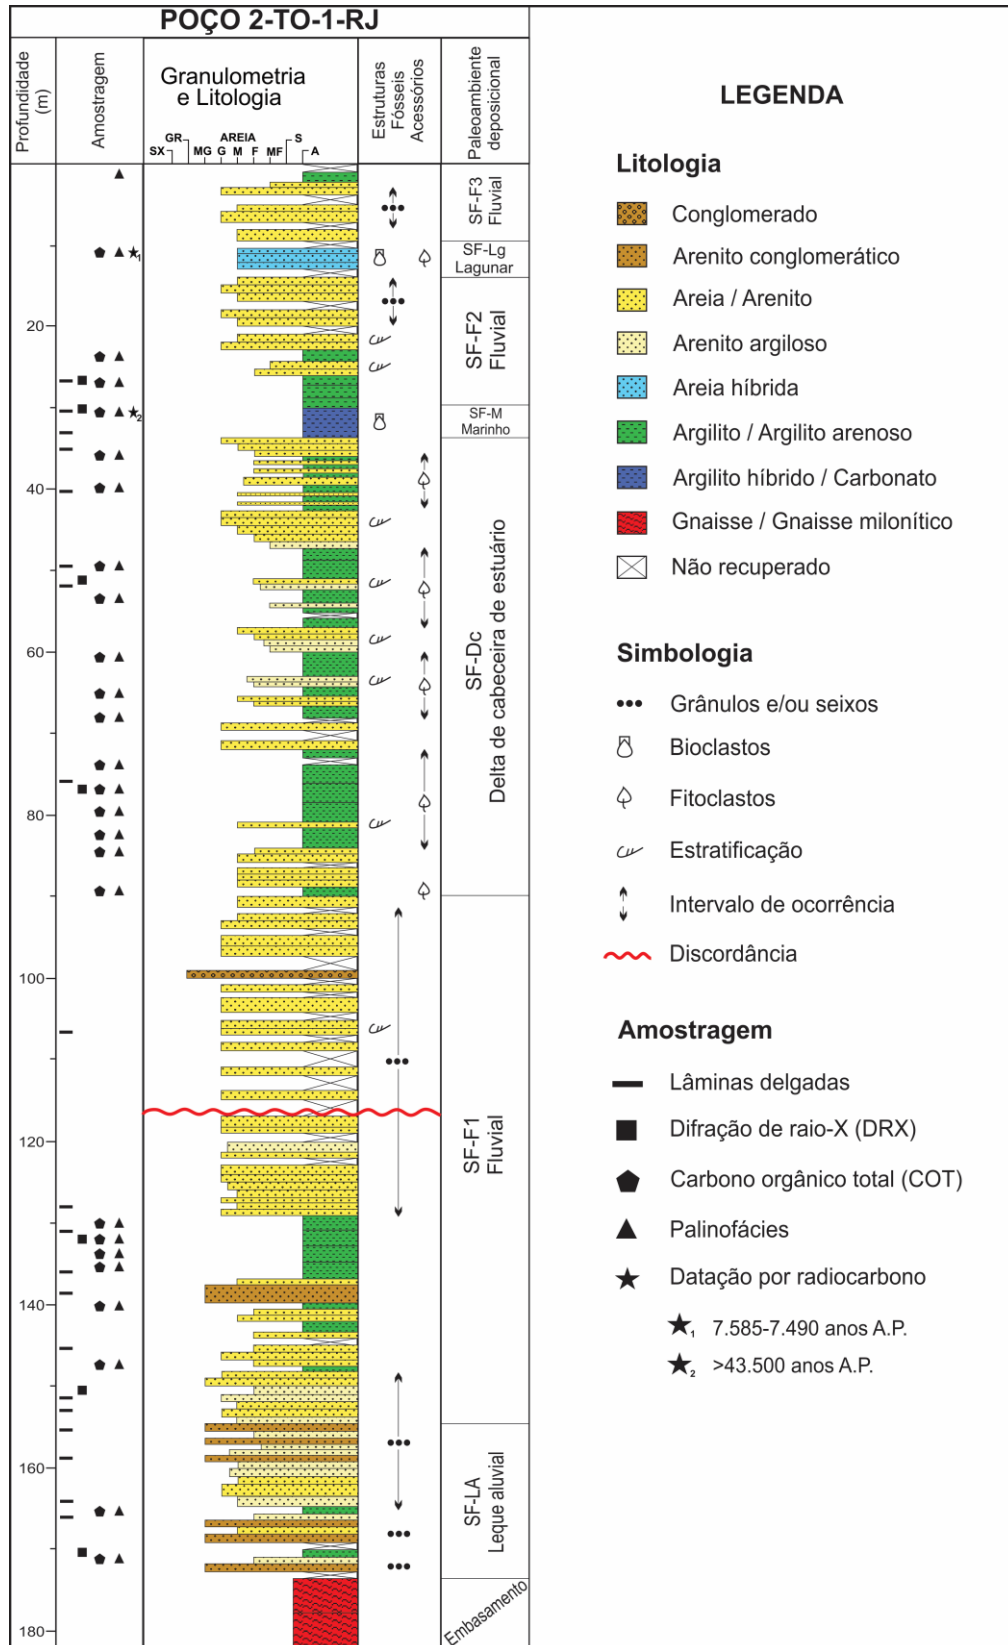 POÇO 2-TO-1-RJ
Profundidade
(m)
Amostragem
Granulometria
e Litologia
GR
AREIA
S
SX
MG
G
M
F
MF
A
Estruturas
Fósseis
Acessórios
Paleoambiente
deposicional
SF-F3
Fluvial
SF-Lg
Lagunar
1
20
SF-F2
Fluvial
2
SF-M
Marinho
40
60
SF-Dc
Delta de cabeceira de estuário
80
100
120
SF-F1
Fluvial
140
160
SF-LA
Leque aluvial
Embasamento
180
LEGENDA
Litologia
Conglomerado
Arenito conglomerático
Areia / Arenito
Arenito argiloso
Areia híbrida
Argilito / Argilito arenoso
Argilito híbrido / Carbonato
Gnaisse / Gnaisse milonítico
Não recuperado
Simbologia
Grânulos e/ou seixos
Bioclastos
Fitoclastos
Estratificação
Intervalo de ocorrência
Discordância
Amostragem
Lâminas delgadas
Difração de raio-X (DRX)
Carbono orgânico total (COT)
Palinofácies
Datação por radiocarbono
1 7.585-7.490 anos A.P.
2 >43.500 anos A.P.